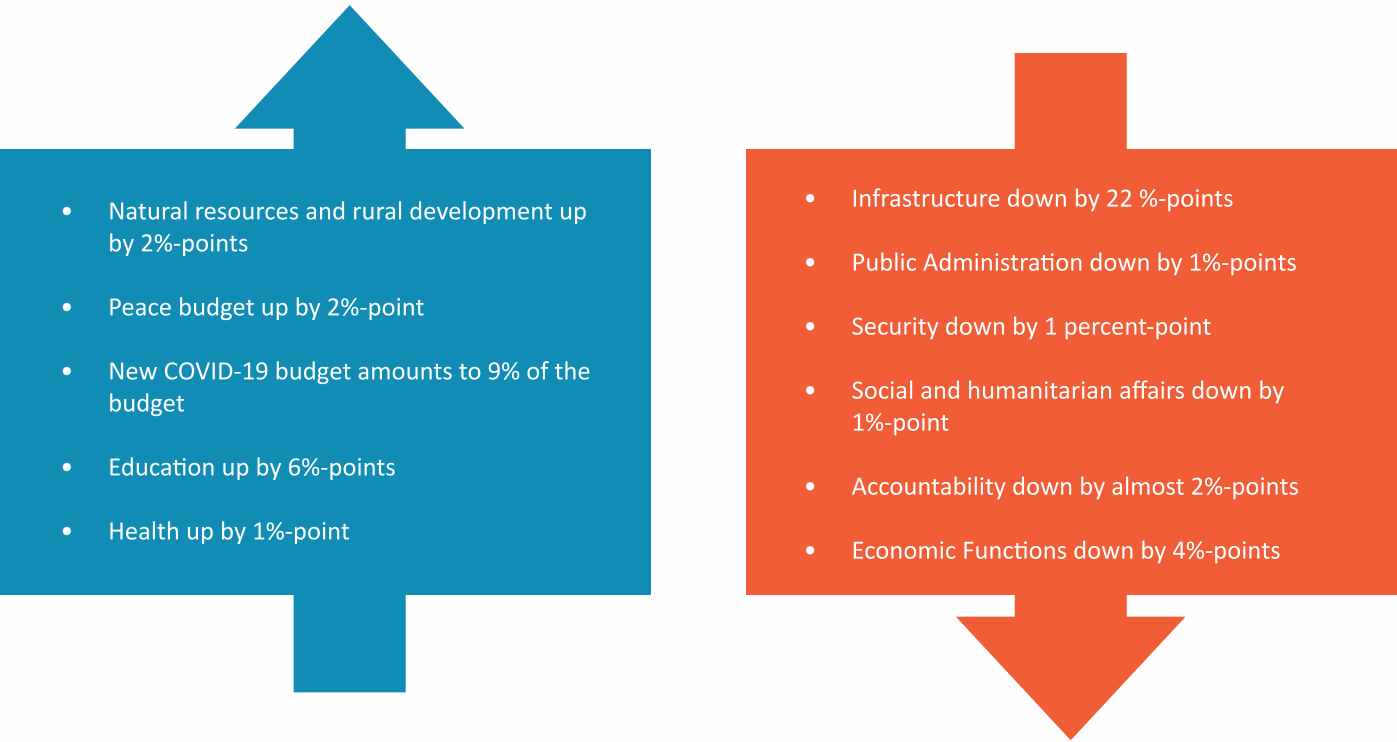 • Natural resources and rural development up
by 2%-points
• Peace budget up by 2%-point
• New COVID-19 budget amounts to 9% of the
budget
• Education up by 6%-points
• Health up by 1%-point
• Infrastructure down by 22 %-points
• Public Administration down by 1%-points
• Security down by 1 percent-point
• Social and humanitarian affairs down by
1%-point
• Accountability down by almost 2%-points
• Economic Functions down by 4%-points